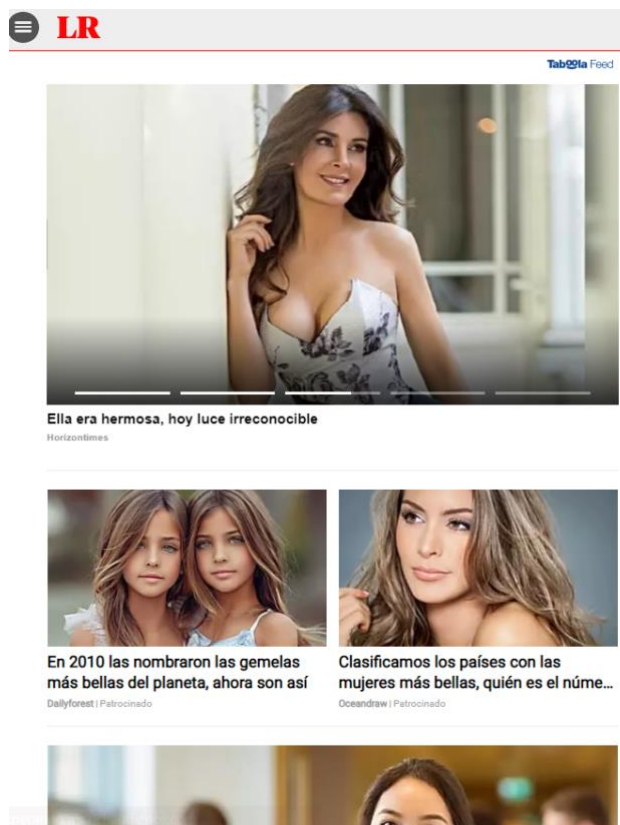 LR
Taboola Feed
Ella era hermosa, hoy luce irreconocible
Horizontimes
En 2010 las nombraron las gemelas
más bellas del planeta, ahora son así
Dailyforest | Patrocinado
Clasificamos los países con las
mujeres más bellas, quién es el núme...
Oceandraw | Patrocinado